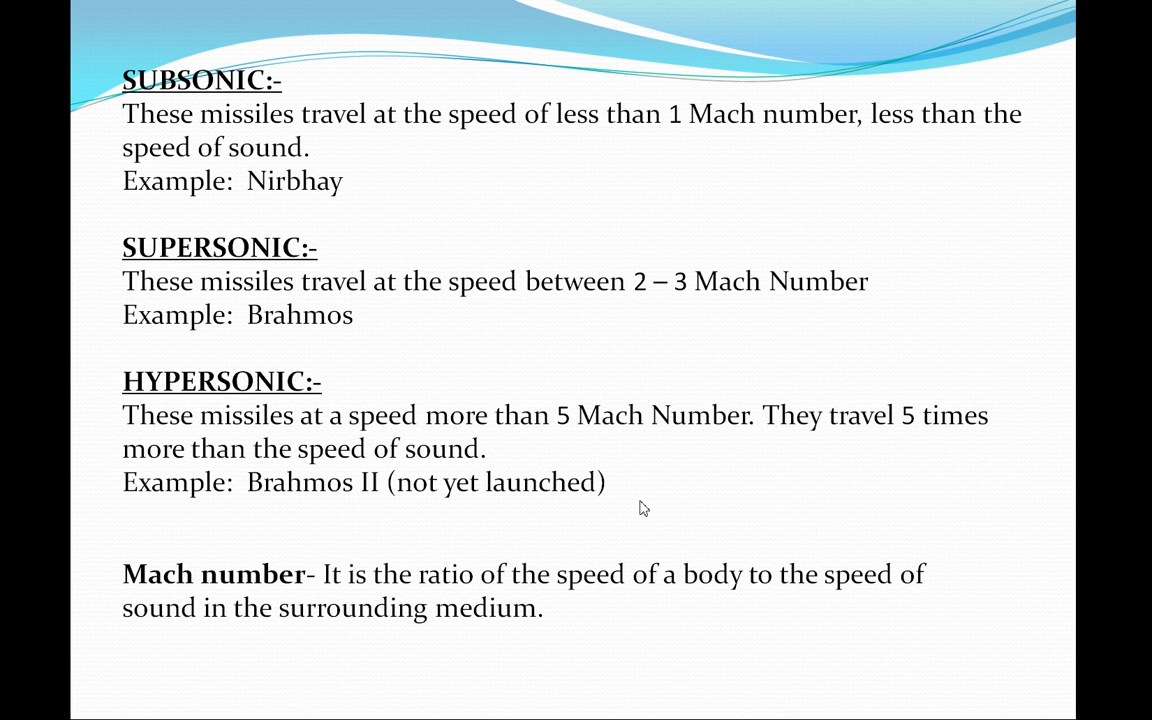 SUBSONIC:-
These missiles travel at the speed of less than 1 Mach number, less than the
speed of sound.
Example:  Nirbhay
SUPERSONIC:-
These missiles travel at the speed between 2 – 3 Mach Number
Example:  Brahmos
HYPERSONIC:-
These missiles at a speed more than 5 Mach Number. They travel 5 times
more than the speed of sound.
Example:  Brahmos II (not yet launched)
Mach number- It is the ratio of the speed of a body to the speed of
sound in the surrounding medium.